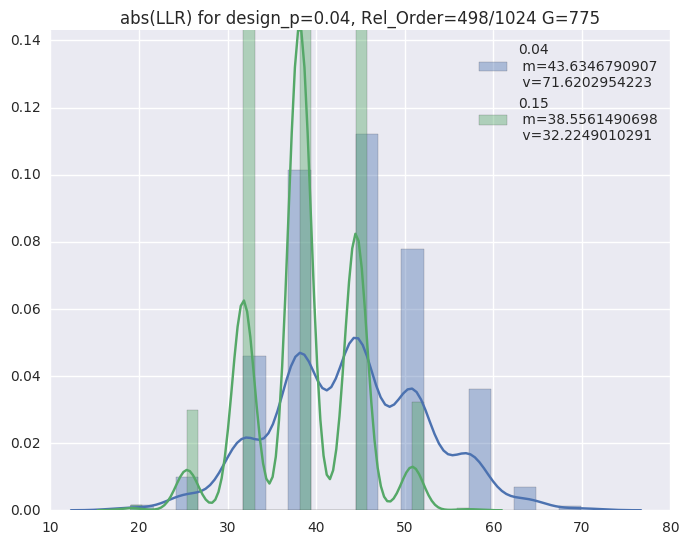 abs(LLR) for design_p=0.04, Rel_Order=498/1024 G=775
0.04
m=43.6346790907
v=71.6202954223
0.15
m=38.5561490698
v=32.2249010291
0.14
0.12
0.10
0.08
0.06
0.04
0.02
0.00
10 20 30 40 50 60 70 80